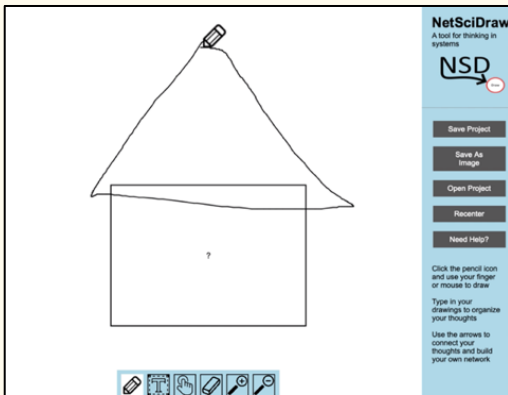 NetSciDraw
A tool for thinking in
systems
NSD
Save Project
Save As
Image
Open Project
Recenter
Need Help?
Click the pencil icon
and use your finger
or mouse to draw
Type in your
drawings to organize
your thoughts
Use the arrows to
connect your
thoughts and build
your own network
?
T